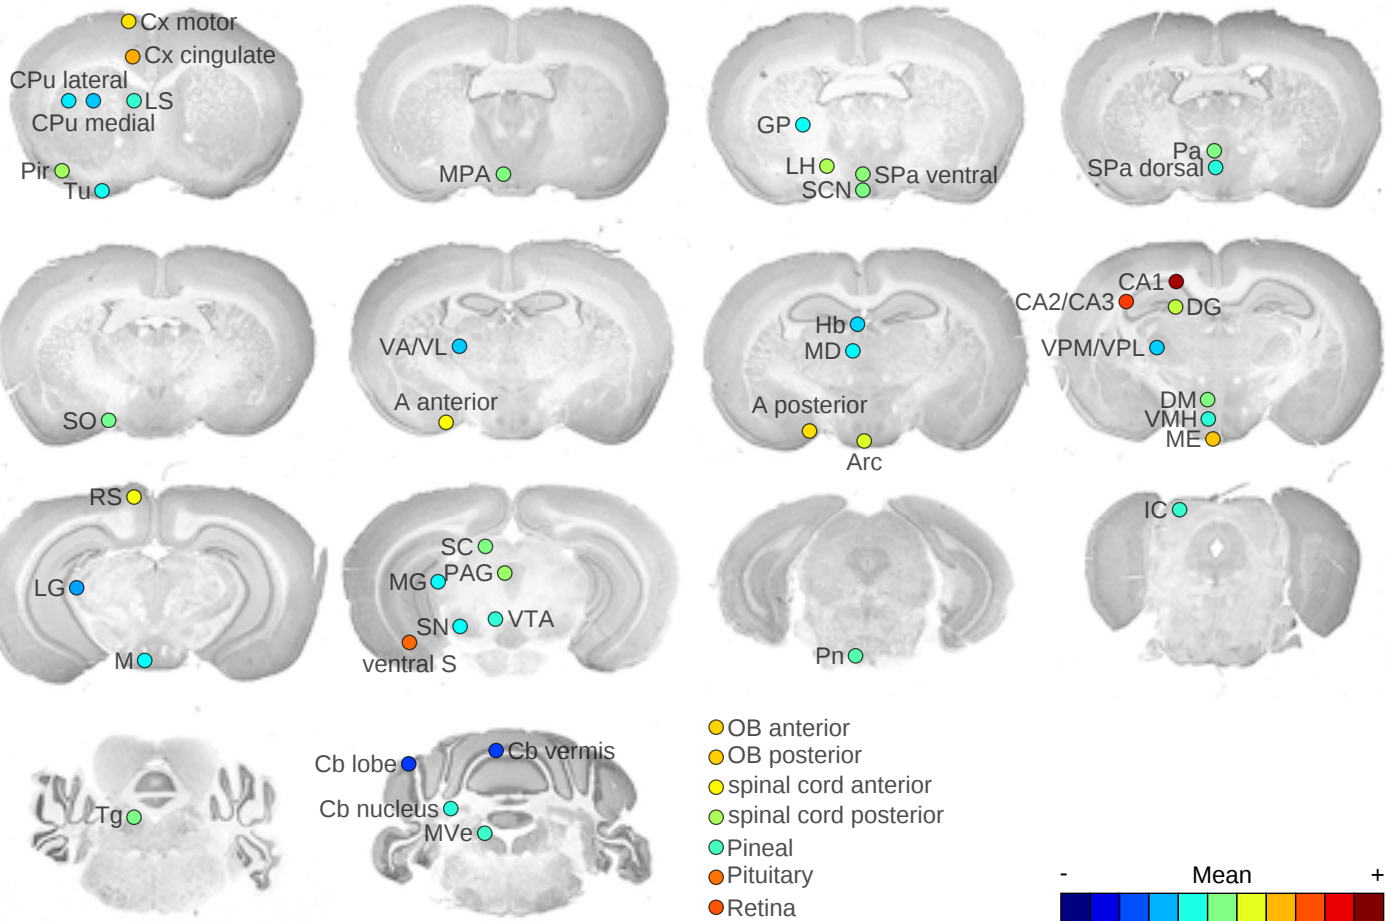 Cx motor
Cx cingulate
CPu lateral
LS
CPu medial
Pir
Tu
MPA
GP
LH
SPa ventral
SCN
Pa
SPa dorsal
SO
VA/VL
A anterior
Hb
MD
A posterior
Arc
CA1
CA2/CA3
DG
VPM/VPL
DM
VMH
ME
RS
LG
M
SC
PAG
MG
SN
VTA
ventral S
Pn
IC
Tg
Cb lobe
Cb vermis
Cb nucleus
MVe
OB anterior
OB posterior
spinal cord anterior
spinal cord posterior
Pineal
Pituitary
Retina
- Mean +